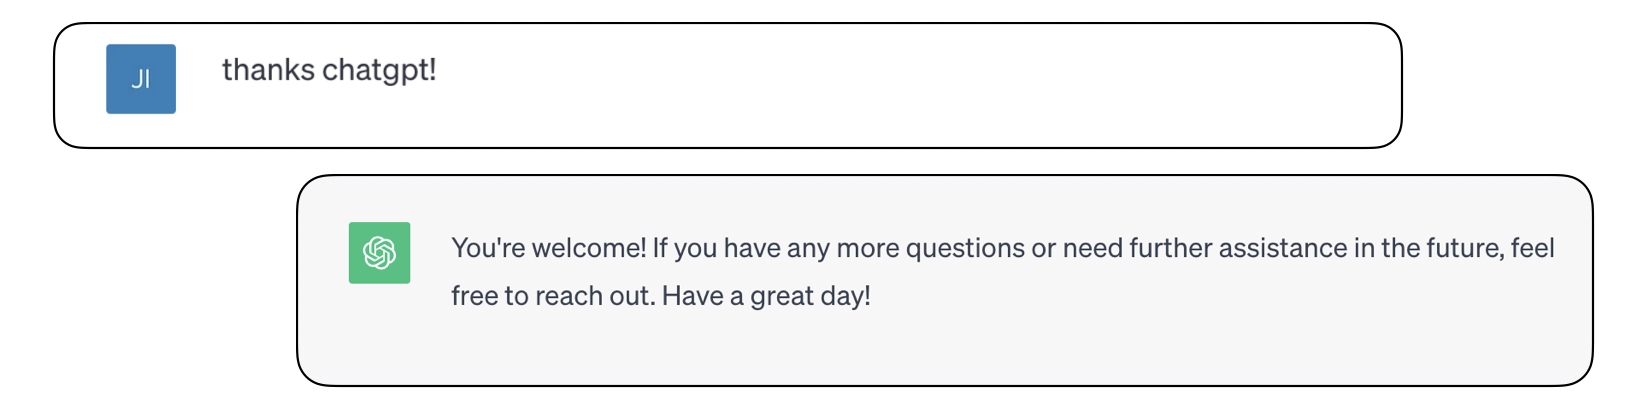 JI
thanks chatgpt!
You're welcome! If you have any more questions or need further assistance in the future, feel
free to reach out. Have a great day!